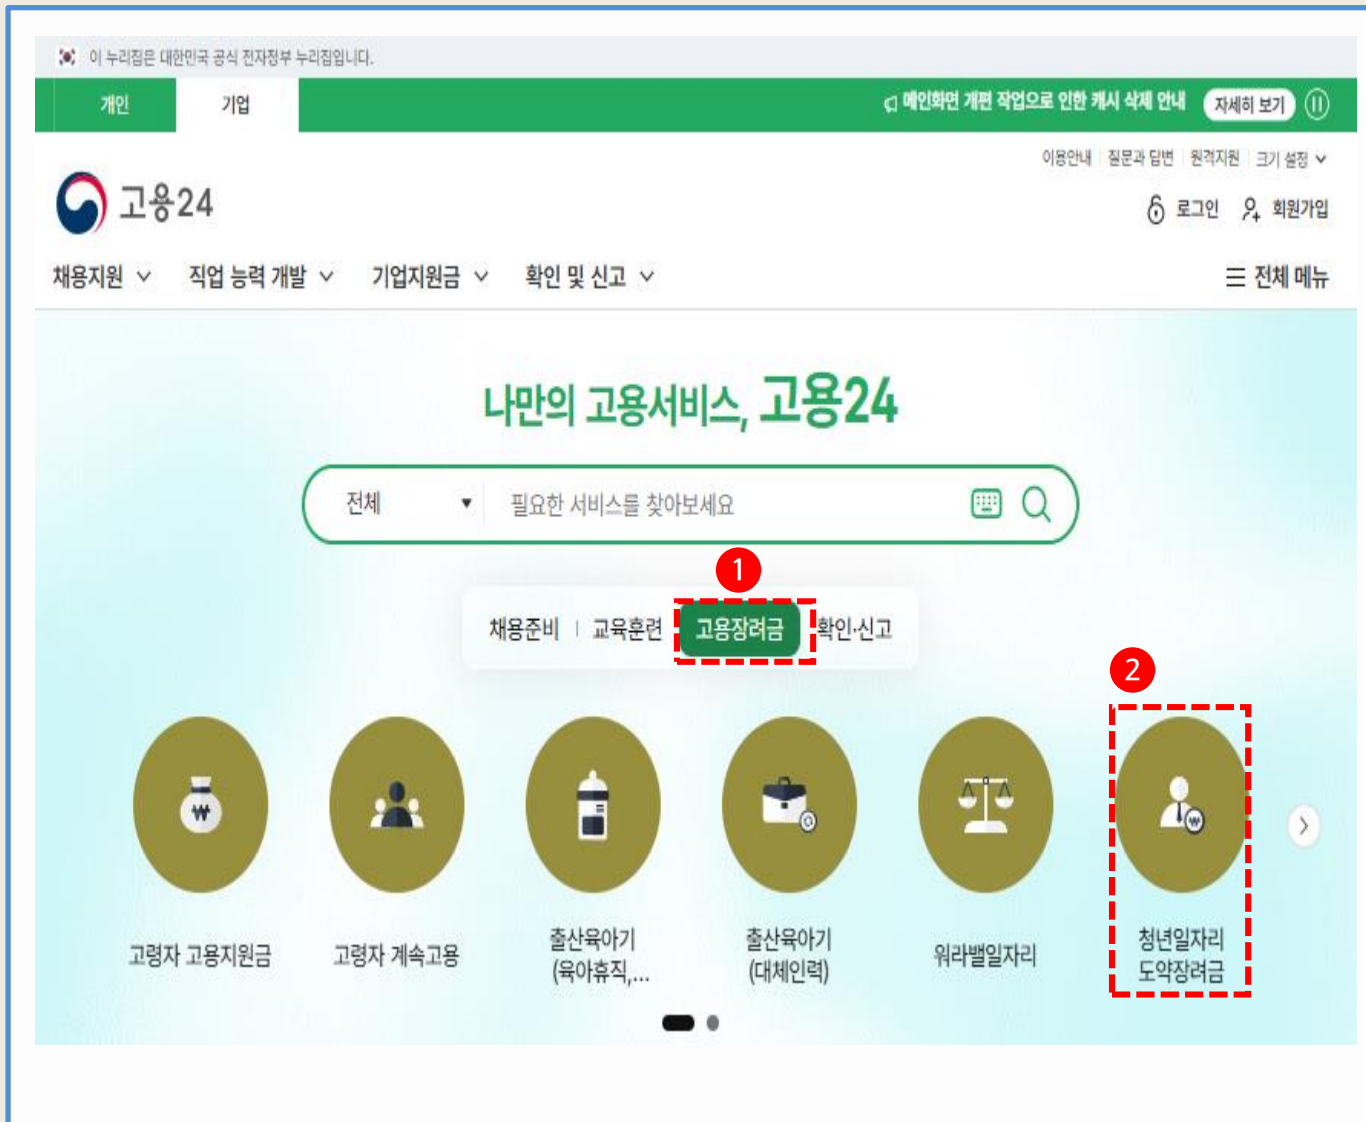 이 누리집은 대한민국 공식 전자정부 누리집입니다.
개인 기업 메인화면 개편 작업으로 인한 캐시 삭제 안내 자세히 보기
이용안내 질문과 답변 원격지원 크기 설정
고용24 로그인 회원가입
채용지원 직업 능력 개발 기업지원금 확인 및 신고 전체 메뉴
나만의 고용서비스, 고용24
전체 필요한 서비스를 찾아보세요
1
채용준비 교육훈련 고용장려금 확인·신고
2
고령자 고용지원금
고령자 계속고용
출산육아기
(육아휴직,...
출산육아기
(대체인력)
워라밸일자리
청년일자리
도약장려금